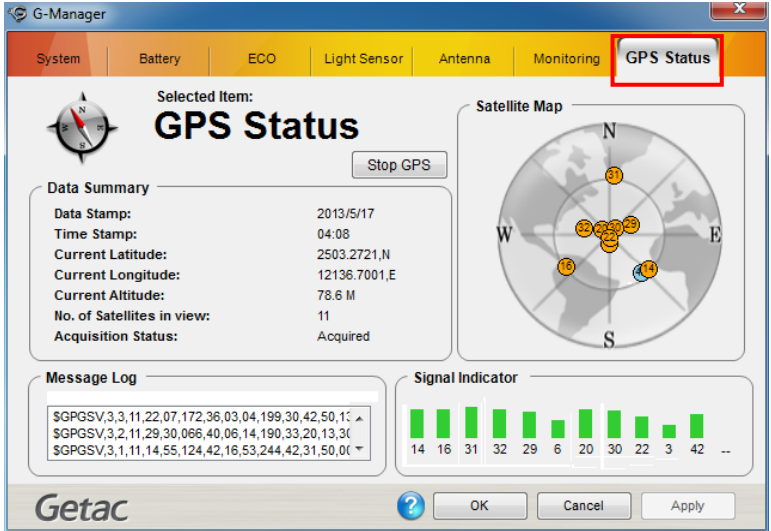 G-Manager
System Battery ECO Light Sensor Antenna Monitoring GPS Status
Selected Item:
GPS Status
Stop GPS
Data Summary
Data Stamp: 2013/5/17
Time Stamp: 04:08
Current Latitude: 2503.2721,N
Current Longitude: 12136.7001,E
Current Altitude: 78.6 M
No. of Satellites in view: 11
Acquisition Status: Acquired
Satellite Map
N
31
32 20 30 29
22
W E
16 14
S
Message Log
$GPGSV,3,3,11,22,07,172,36,03,04,199,30,42,50,13
$GPGSV,3,2,11,29,30,066,40,06,14,190,33,20,13,30
$GPGSV,3,1,11,14,55,124,42,16,53,244,42,31,50,00
Signal Indicator
14 16 31 32 29 6 20 30 22 3 42 --
Getac
? OK Cancel Apply